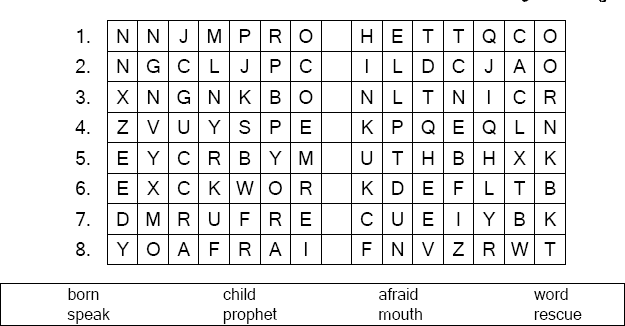 1. N N J M P R O H E T T Q C O
2. N G C L J P C I L D C J A O
3. X N G N K B O N L T N I C R
4. Z V U Y S P E K P Q E Q L N
5. E Y C R B Y M U T H B H X K
6. E X C K W O R K D E F L T B
7. D M R U F R E C U E I Y B K
8. Y O A F R A I F N V Z R W T
born child afraid word
speak prophet mouth rescue